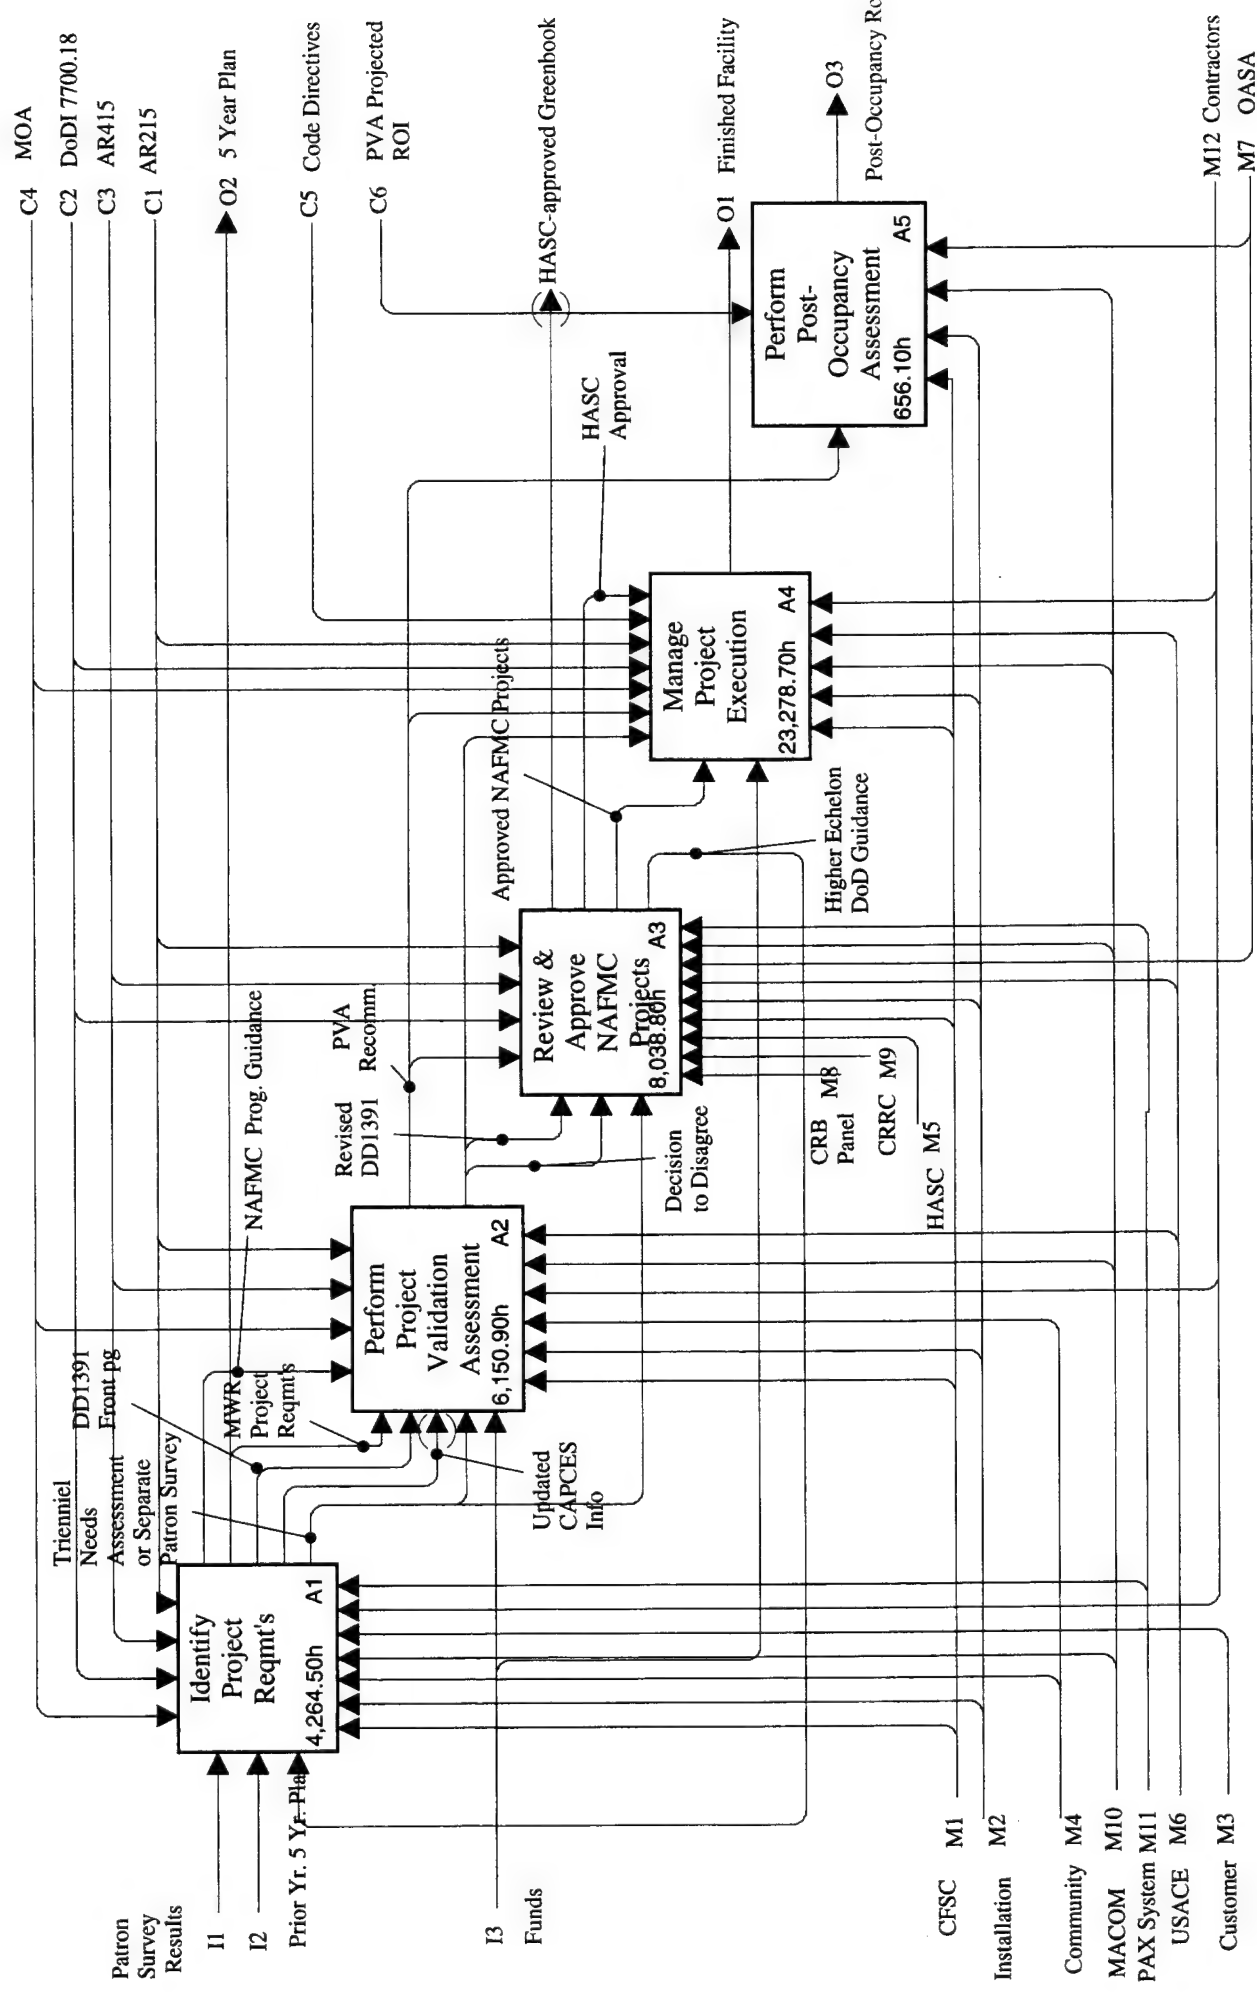 C4 MOA
C2 DoDI 7700.18
C3 AR415
C1 AR215
O2 5 Year Plan
C5 Code Directives
C6 PVA Projected
ROI
HASC-approved Greenbook
O1 Finished Facility
O3
Post-Occupancy
M12 Contractors
M7 OASA
Patron
Survey
Results
I1
I2
Prior Yr. 5 Yr. Pla
I3
Funds
Identify
Project
Reqmt's
4,264.50h A1
Trienniel
Needs
Assessment
or Separate
Patron Survey
DD1391
Front pg
MWR
Project
Reqmt's
NAFMC Prog. Guidance
Updated
CAPCES
Info
Perform
Project
Validation
Assessment
6,150.90h A2
Revised
DD1391
PVA
Recomm.
Decision
to Disagree
Review &
Approve
NAFMC
Projects
8,038.80h A3
CRB
Panel
M8
CRRC M9
HASC M5
Approved NAFMC Projects
Higher Echelon
DoD Guidance
HASC
Approval
Manage
Project
Execution
23,278.70h A4
Perform
Post-
Occupancy
Assessment
656.10h A5
CFSC M1
Installation M2
Community M4
MACOM M10
PAX System M11
USACE M6
Customer M3